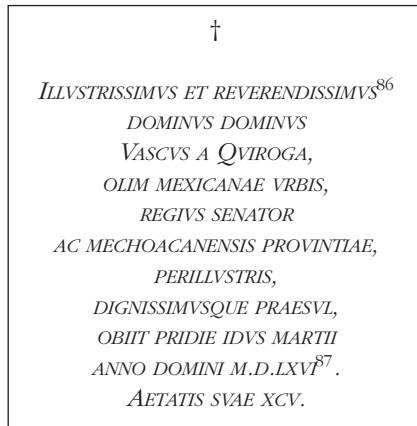 †
ILLVSTRISSIMVS ET REVERENDISSIMVS86
DOMINVS DOMINVS
VASCVS A QVIROGA,
OLIM MEXICANAE VRBIS,
REGIVS SENATOR
AC MECHOACANENSIS PROVINTIAE,
PERILLVSTRIS,
DIGNISSIMVSQVE PRAESVL,
OBIIT PRIDIE IDVS MARTII
ANNO DOMINI M.D.LXVI87.
AETATIS SVAE XCV.